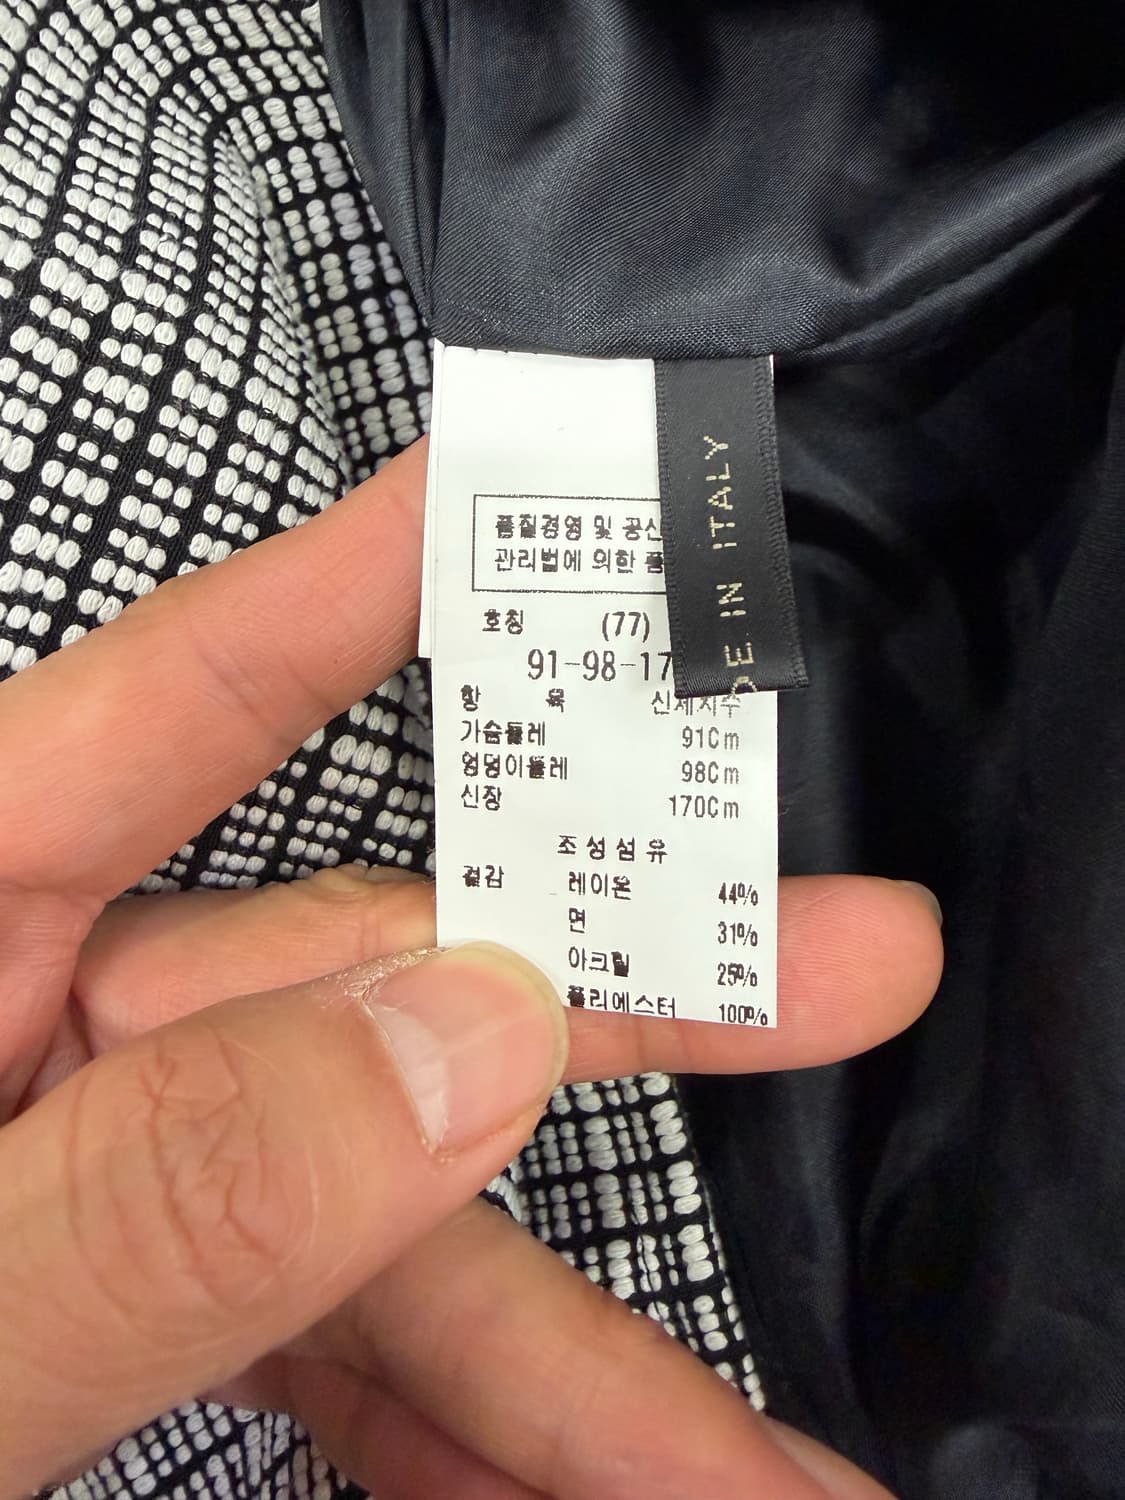 품질경영 및 공산
관리법에 의한 품
호칭 (77)
91-98-17
항 목 신체치수
가슴둘레 91Cm
엉덩이둘레 98Cm
신장 170Cm
조성섬유
겉감 레이온 44%
면 31%
아크릴 25%
폴리에스터 100%
DE IN ITALY